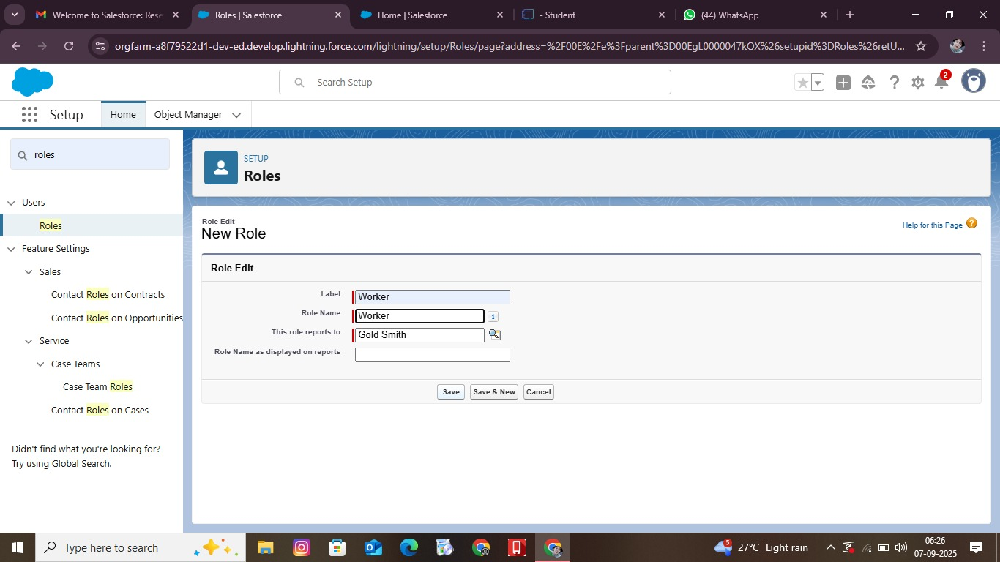 Welcome to Salesforce: Rese
Roles | Salesforce
Home | Salesforce
- Student
(44) WhatsApp
orgfarm-a8f79522d1-dev-ed.develop.lightning.force.com/lightning/setup/Roles/page?address=%2F00E%2Fe%3Fparent%3D00EgL0000047kQX%26setupid%3DRoles%26retU...
Search Setup
2
Setup
Home
Object Manager
roles
Users
Roles
Feature Settings
Sales
Contact Roles on Contracts
Contact Roles on Opportunities
Service
Case Teams
Case Team Roles
Contact Roles on Cases
Didn't find what you're looking for?
Try using Global Search.
SETUP
Roles
Role Edit
New Role
Help for this Page ?
Role Edit
Label Worker
Role Name Worker i
This role reports to Gold Smith
Role Name as displayed on reports
Save Save & New Cancel
Type here to search
5
27°C Light rain
06:26
07-09-2025